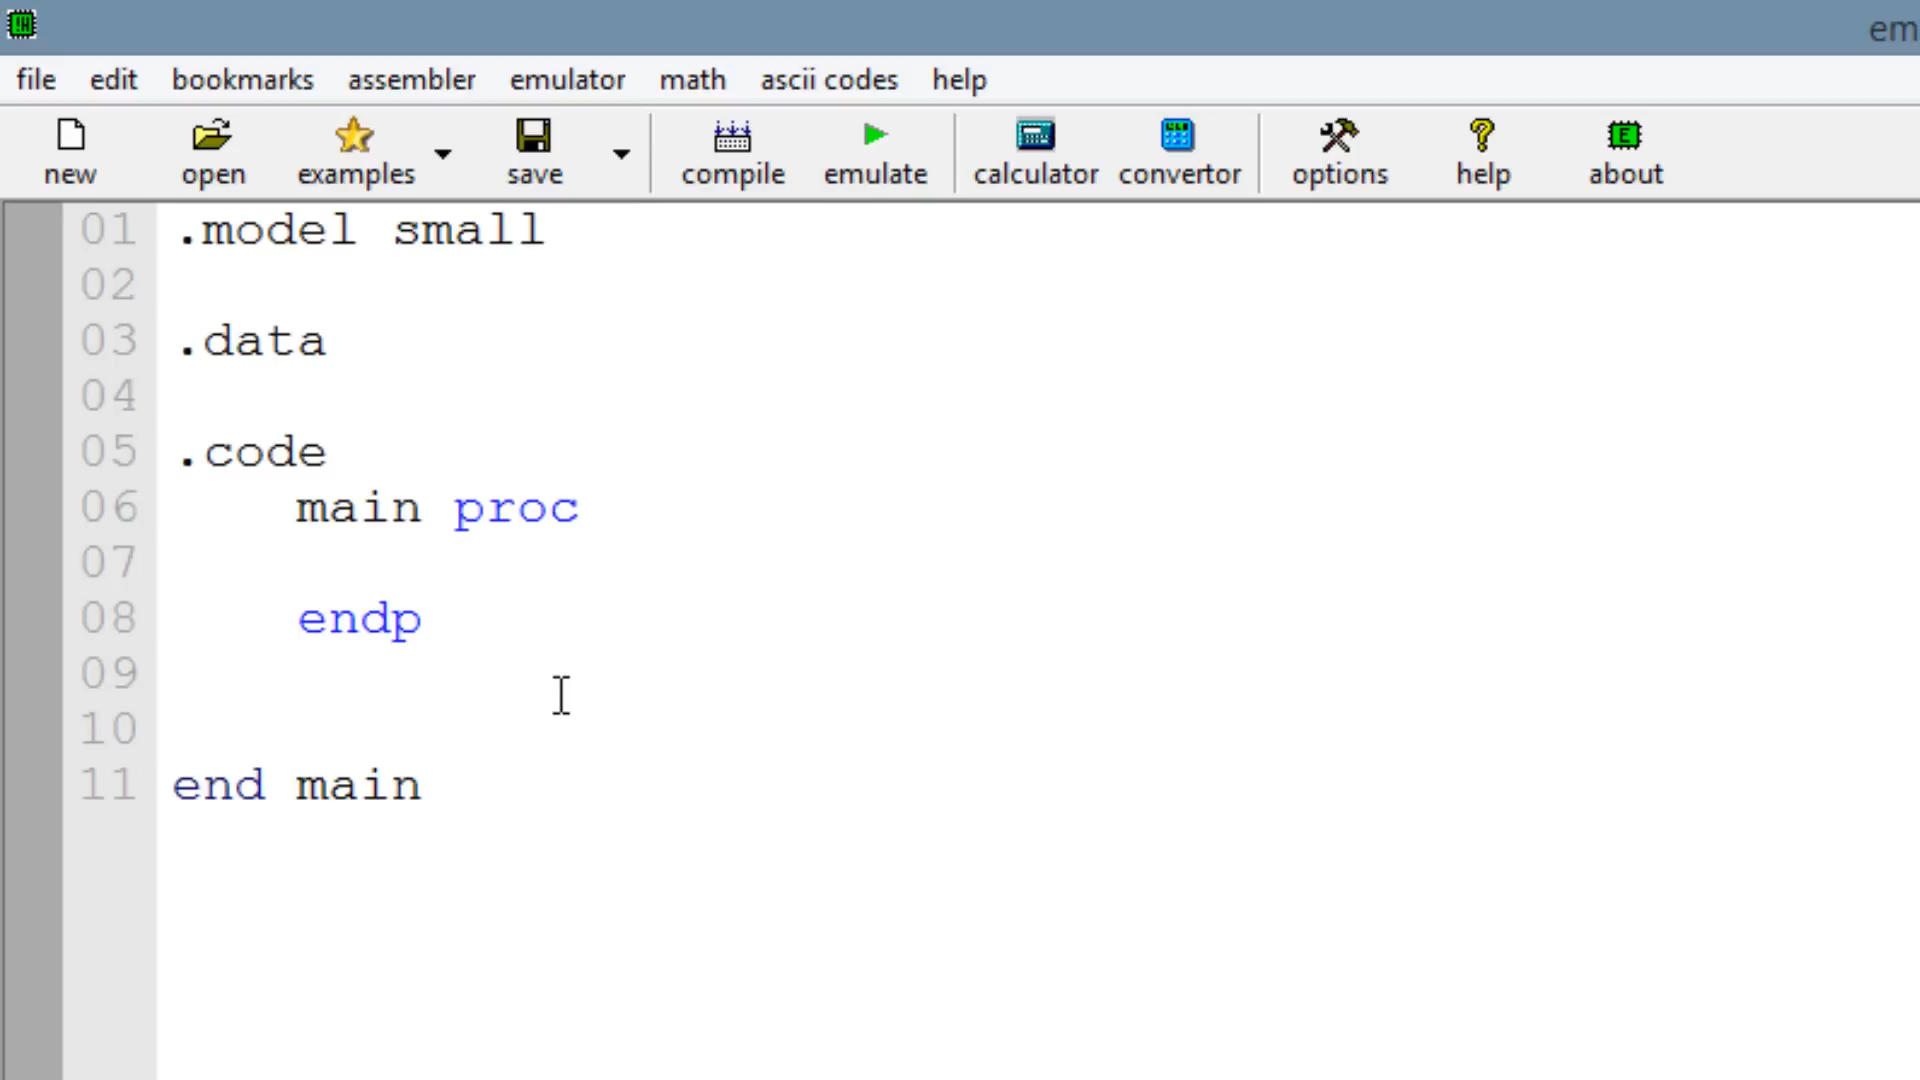 em
file edit bookmarks assembler emulator math ascii codes help
new open examples save compile emulate calculator convertor options help about
01 .model small
02
03 .data
04
05 .code
06 main proc
07
08 endp
09
10
11 end main